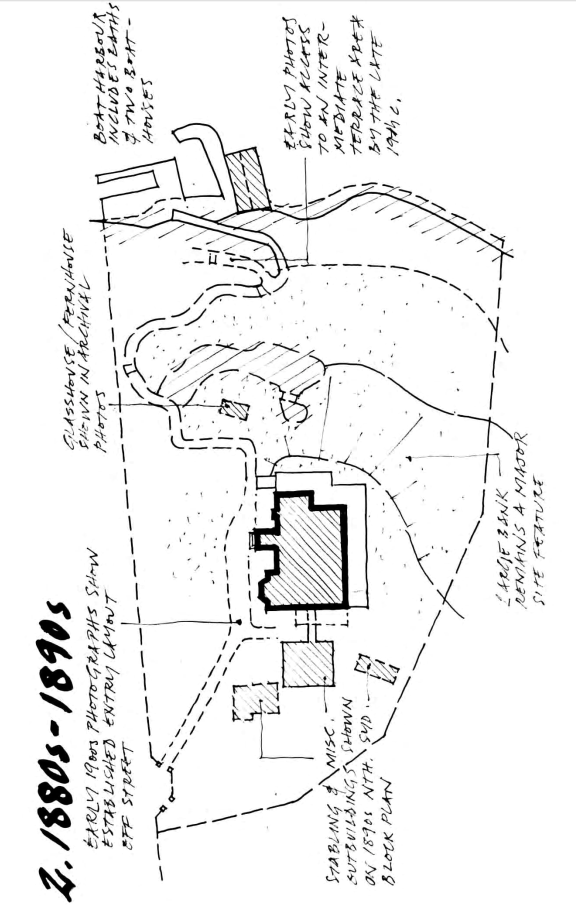 2. 1880s-1890s
EARLY 1900s PHOTOGRAPHS SHOW
ESTABLISHED ENTRY LAYOUT
OFF STREET
GLASSHOUSE/FERNHOUSE
SHOWN IN ARCHIVAL
PHOTOS
BOAT HARBOUR
INCLUDES BATHS
& TWO BOAT-
HOUSES
EARLY PHOTOS
SHOW ACCESS
TO AN INTER-
MEDIATE
TERRACE AREA
BY THE LATE
19th C.
STABLING & MISC.
OUTBUILDINGS SHOWN
ON 1890s NTH. SYD.
BLOCK PLAN
LARGE BANK
REMAINS A MAJOR
SITE FEATURE